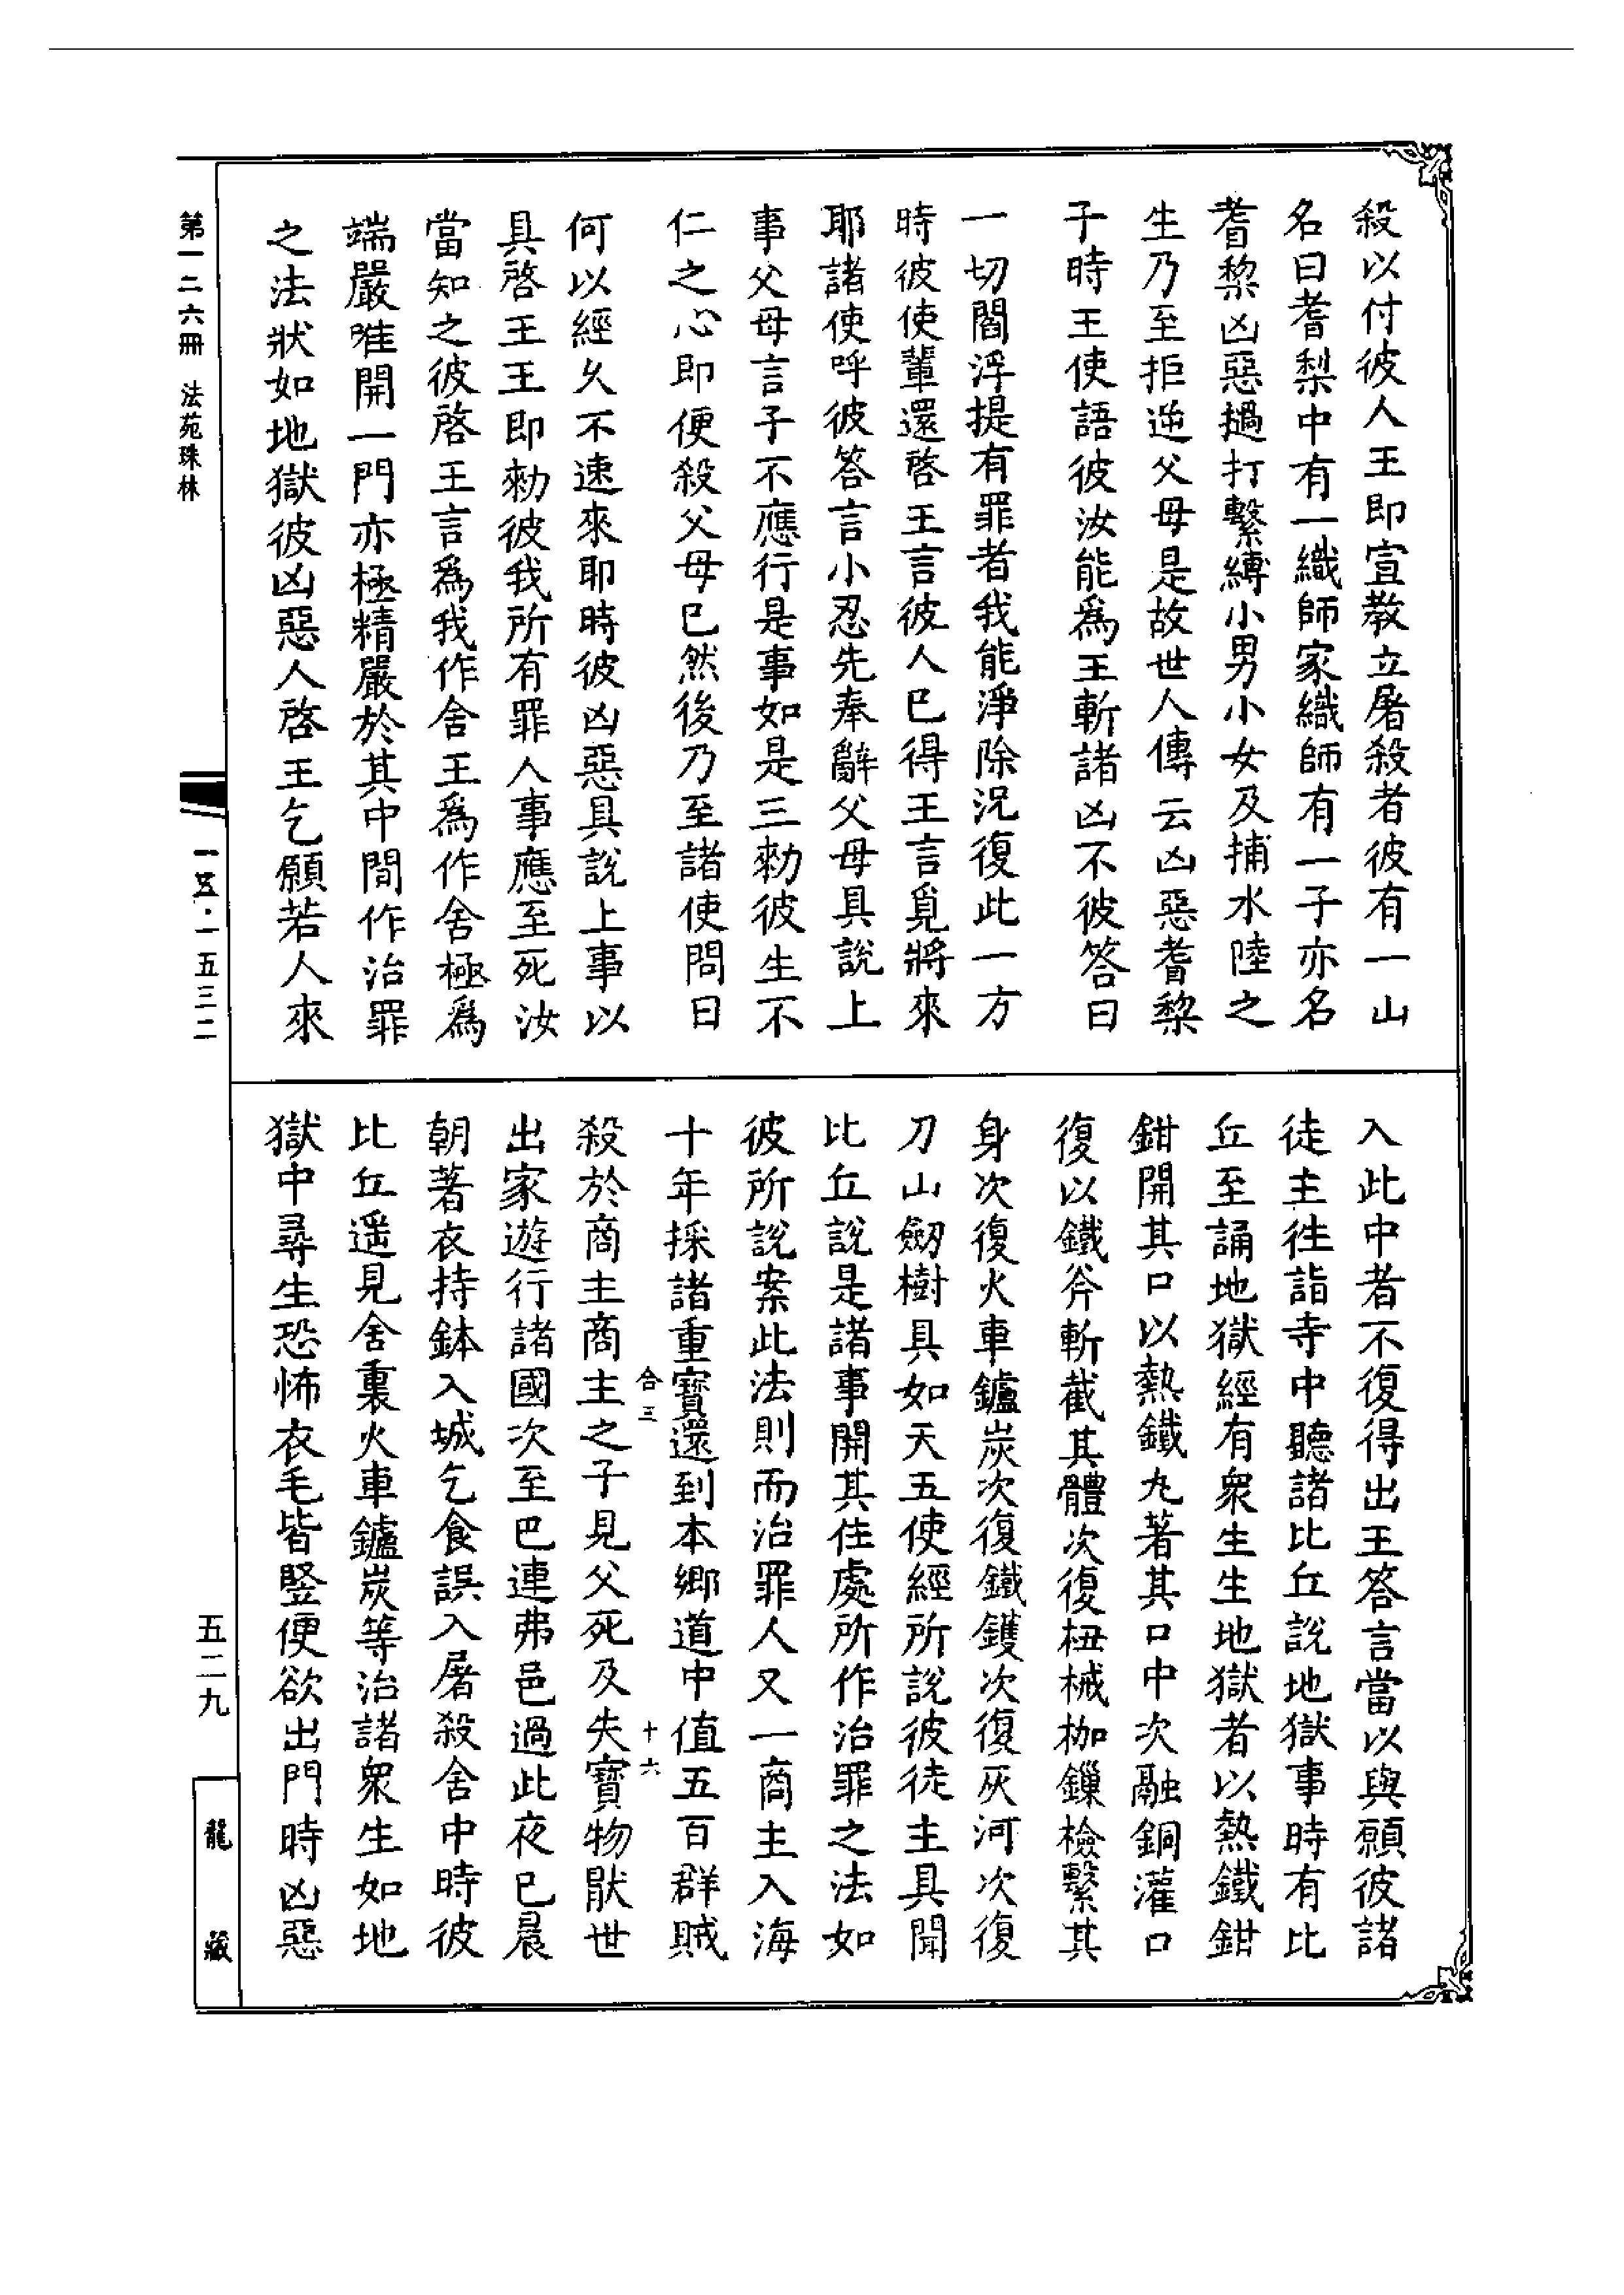 殺以付彼人王即宣教立屠殺者彼有一山
名曰耆梨中有一織師家織師有一子亦名
耆梨凶惡撾打繫縛小男小女及捕水陸之
生乃至拒逆父母是故世人傳云凶惡耆梨
子時王使語彼汝能為王斬諸凶不彼答曰
一切閻浮提有罪者我能淨除況復此一方
時彼使輩還啓王言彼人已得王言覓將來
耶諸使呼彼答言小忍先奉辭父母具說上
事父母言子不應行是事如是三勑彼生不
仁之心即便殺父母已然後乃至諸使問曰
何以經久不速來耶時彼凶惡具說上事以
具啓王王即勑彼我所有罪人事應至死汝
當知之彼啓王言爲我作舍王爲作舍極爲
端嚴唯開一門亦極精嚴於其中間作治罪
之法狀如地獄彼凶惡人啓王乞願若人來
入此中者不復得出王答言當以與願彼諸
徒主徃詣寺中聽諸比丘說地獄事時有比
丘至誦地獄經有衆生生地獄者以熱鐵鉗
鉗開其口以熱鐵丸著其口中次融銅灌口
復以鐵斧斬截其體次復杻械枷鏁檢繫其
身次復火車鑪炭次復鐵鑊次復灰河次復
刀山劒樹具如天五使經所說彼徒主具聞
比丘說是諸事開其住處所作治罪之法如
彼所說案此法則而治罪人又一商主入海
十年採諸重寶還到本鄉道中值五百群賊
合三
十六
殺於商主商主之子見父死及失寶物厭世
出家遊行諸國次至巴連弗邑過此夜已晨
朝著衣持鉢入城乞食誤入屠殺舍中時彼
比丘遥見舍裏火車鑪炭等治諸衆生如地
獄中尋生恐怖衣毛皆竪便欲出門時凶惡
第一二六冊 法苑珠林
一五·一五三二
五二九
龍藏